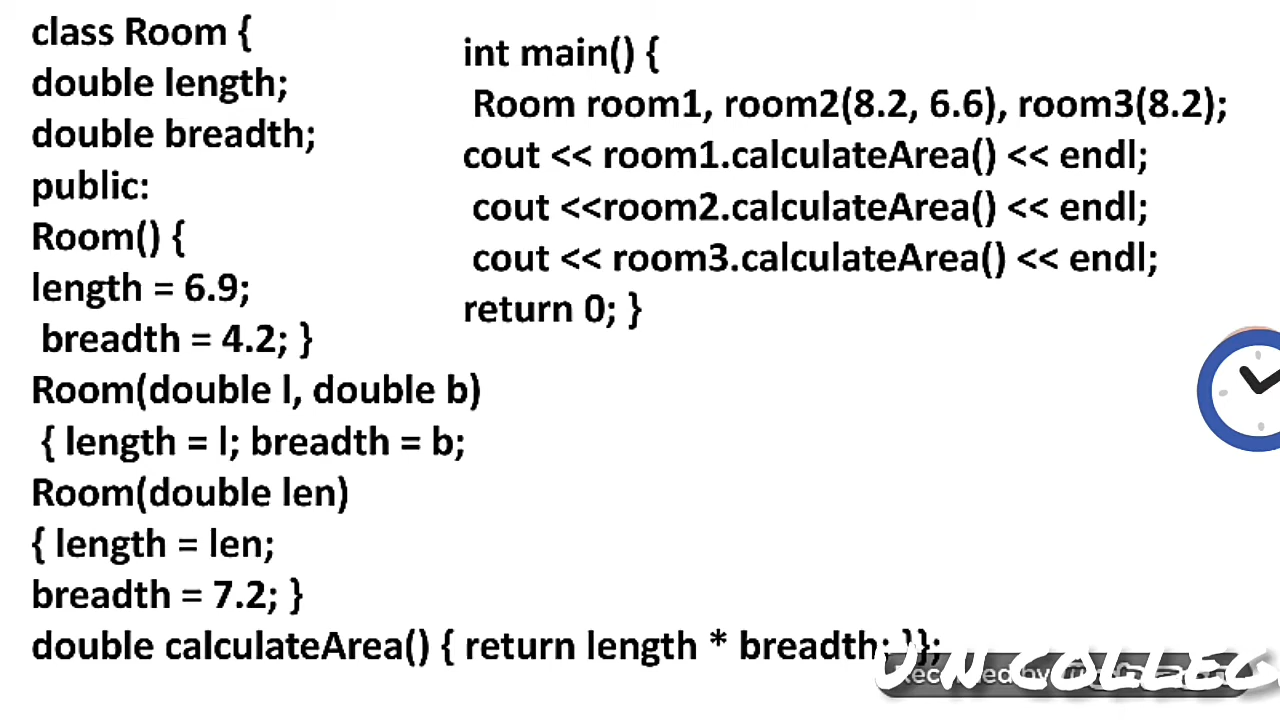 class Room {
double length;
double breadth;
public:
Room() {
length = 6.9;
breadth = 4.2; }
Room(double l, double b)
{ length = l; breadth = b;
Room(double len)
{ length = len;
breadth = 7.2; }
double calculateArea() { return length * breadth; }};
int main() {
Room room1, room2(8.2, 6.6), room3(8.2);
cout << room1.calculateArea() << endl;
cout <<room2.calculateArea() << endl;
cout << room3.calculateArea() << endl;
return 0; }
Recorded by